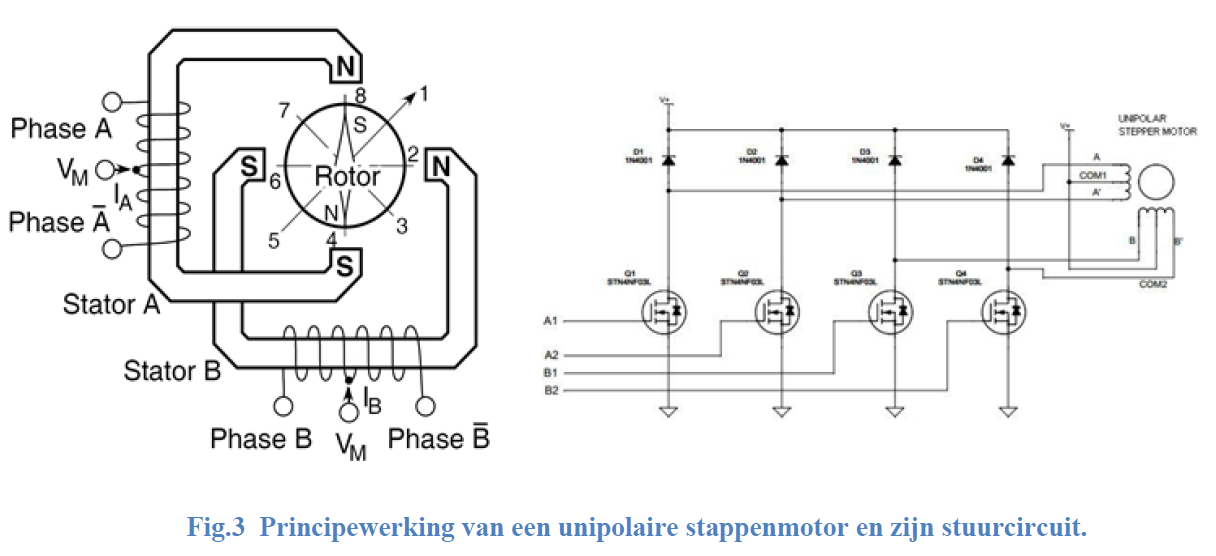 N
8
1
7
S
Phase A
2
S
N
V_M
Rotor
6
I_A
Phase A̅
N
3
5
4
S
Stator A
Stator B
I_B
Phase B
V_M
Phase B̅
V+
V+
UNIPOLAR
STEPPER MOTOR
D1
1N4001
D2
1N4001
D3
1N4001
D4
1N4001
A
COM1
A'
B
B'
COM2
Q1
STN4NF03L
Q2
STN4NF03L
Q3
STN4NF03L
Q4
STN4NF03L
A1
A2
B1
B2
Fig.3 Principewerking van een unipolaire stappenmotor en zijn stuurcircuit.